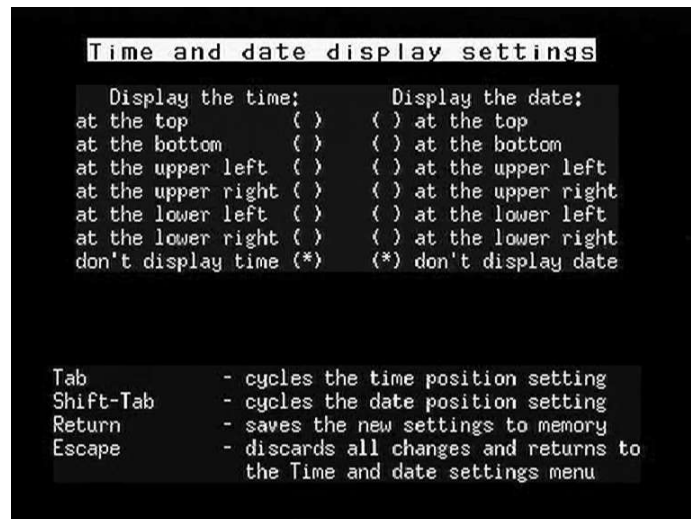 Time and date display settings
Display the time: Display the date:
at the top ( ) ( ) at the top
at the bottom ( ) ( ) at the bottom
at the upper left ( ) ( ) at the upper left
at the upper right ( ) ( ) at the upper right
at the lower left ( ) ( ) at the lower left
at the lower right ( ) ( ) at the lower right
don't display time (*) (*) don't display date
Tab - cycles the time position setting
Shift-Tab - cycles the date position setting
Return - saves the new settings to memory
Escape - discards all changes and returns to
the Time and date settings menu